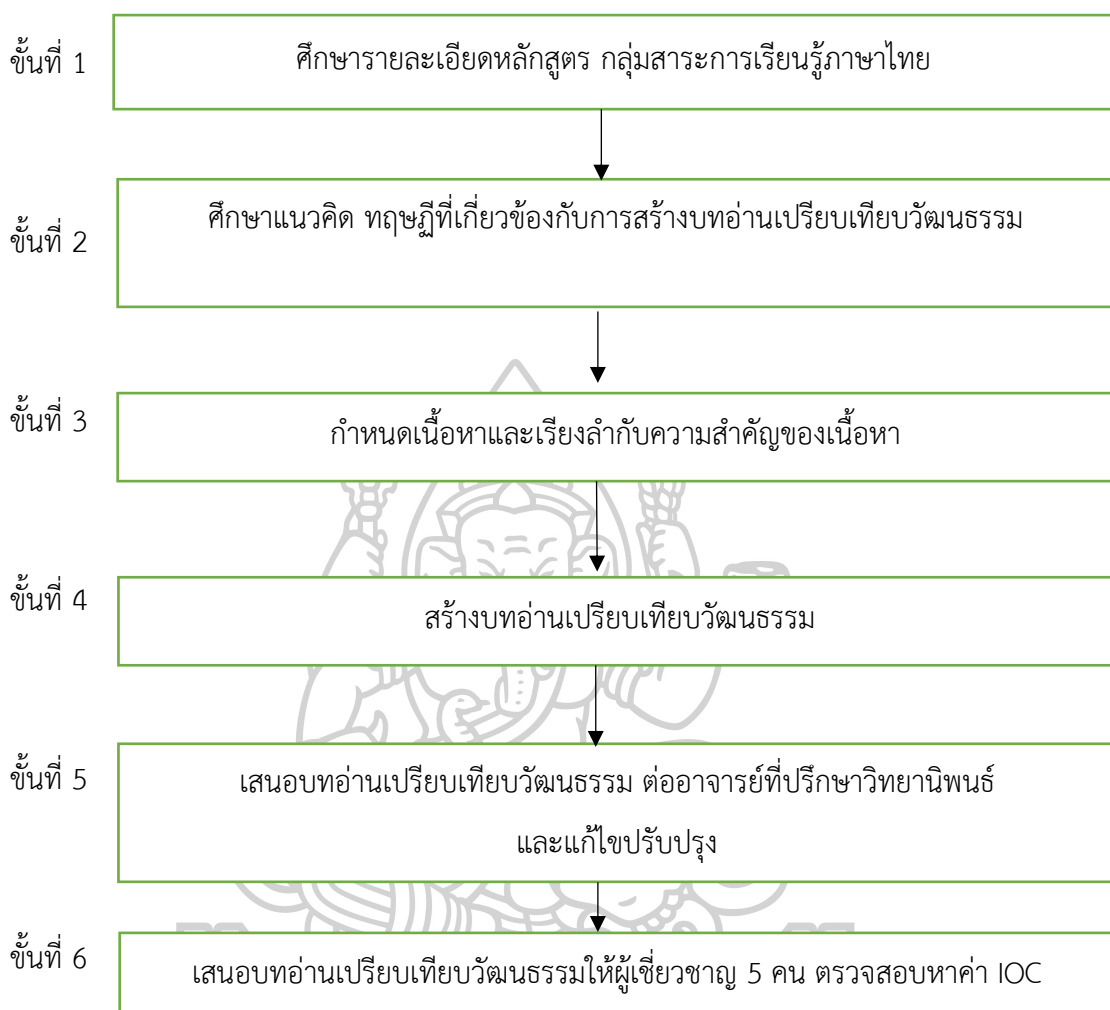 ขั้นที่ 1
ศึกษารายละเอียดหลักสูตร กลุ่มสาระการเรียนรู้ภาษาไทย
ขั้นที่ 2
ศึกษาแนวคิด ทฤษฏีที่เกี่ยวข้องกับการสร้างบทอ่านเปรียบเทียบวัฒนธรรม
ขั้นที่ 3
กำหนดเนื้อหาและเรียงลำกับความสำคัญของเนื้อหา
ขั้นที่ 4
สร้างบทอ่านเปรียบเทียบวัฒนธรรม
ขั้นที่ 5
เสนอบทอ่านเปรียบเทียบวัฒนธรรม ต่ออาจารย์ที่ปรึกษาวิทยานิพนธ์
และแก้ไขปรับปรุง
ขั้นที่ 6
เสนอบทอ่านเปรียบเทียบวัฒนธรรมให้ผู้เชี่ยวชาญ 5 คน ตรวจสอบหาค่า IOC